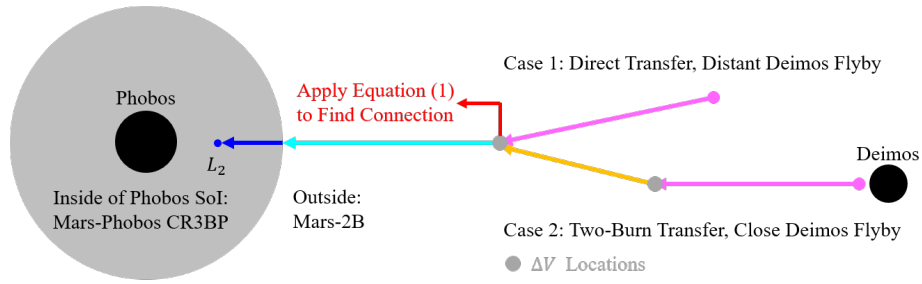 Case 1: Direct Transfer, Distant Deimos Flyby
Apply Equation (1)
to Find Connection
Phobos
L₂
Deimos
Inside of Phobos SoI:
Mars-Phobos CR3BP
Outside:
Mars-2B
Case 2: Two-Burn Transfer, Close Deimos Flyby
ΔV Locations